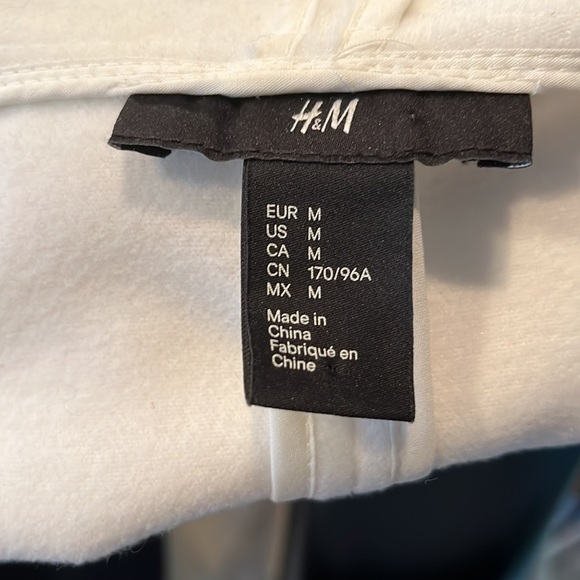 H&M
EUR M
US M
CA M
CN 170/96A
MX M
Made in
China
Fabriqué en
Chine